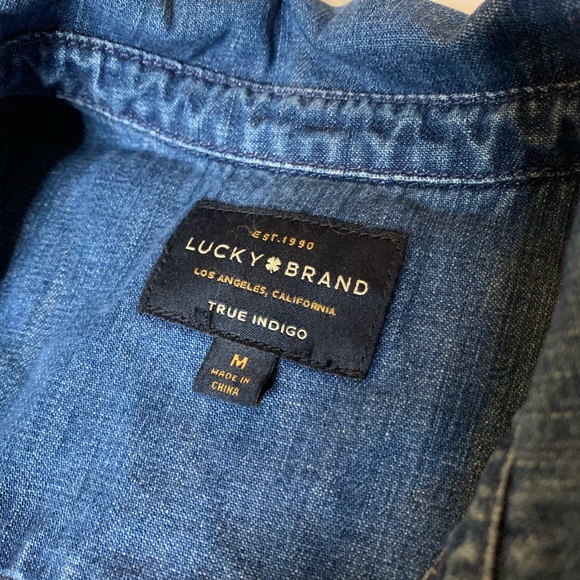 EST.1990
LUCKY BRAND
LOS ANGELES, CALIFORNIA
TRUE INDIGO
M
MADE IN
CHINA